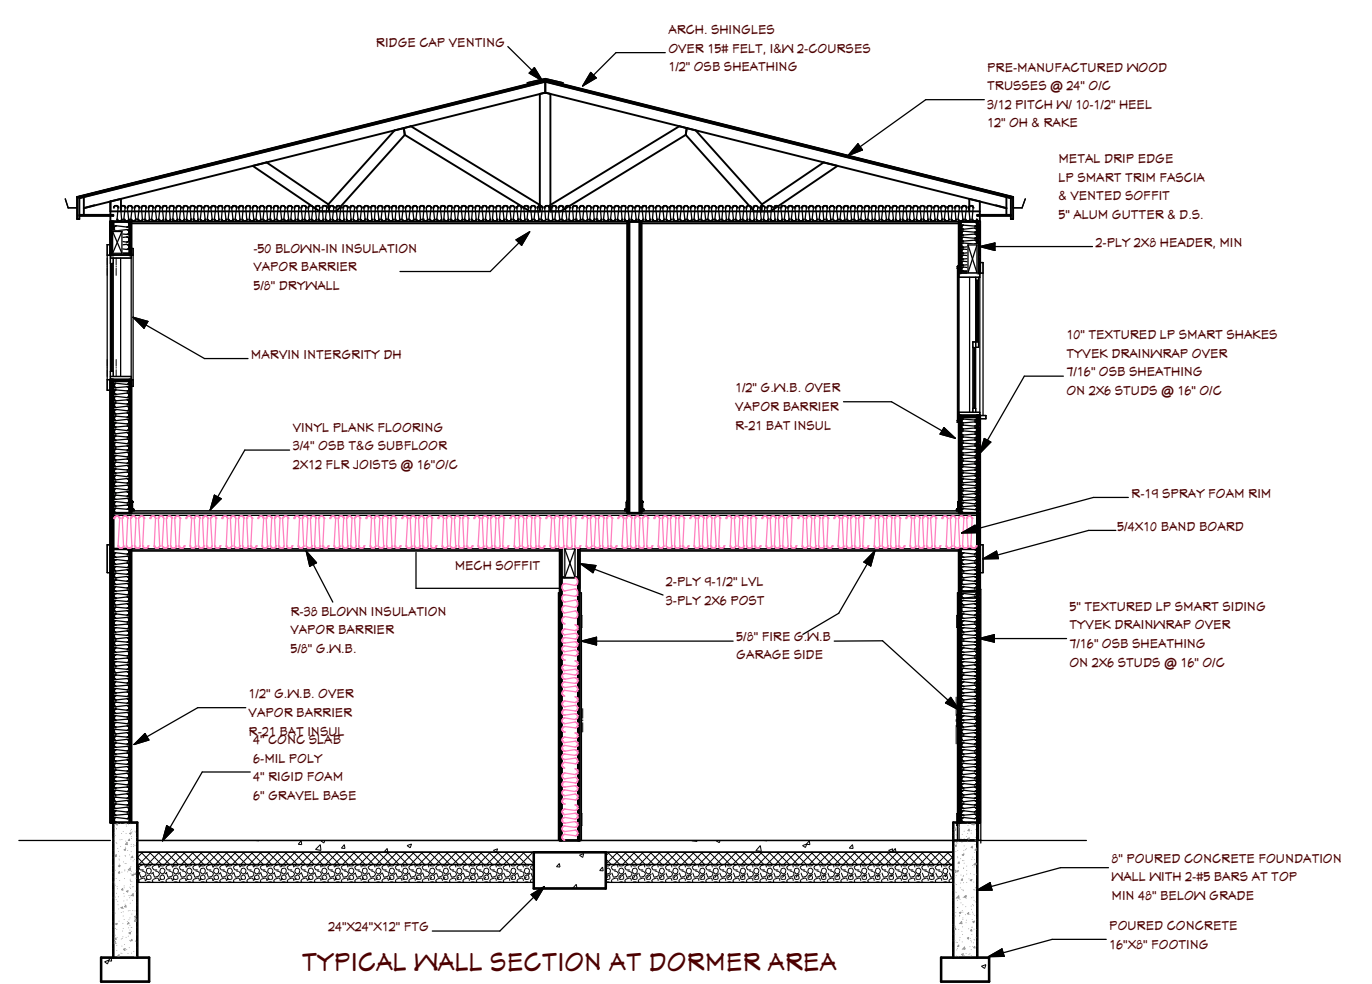 RIDGE CAP VENTING
ARCH. SHINGLES
OVER 15# FELT, I&W 2-COURSES
1/2" OSB SHEATHING
PRE-MANUFACTURED WOOD
TRUSSES @ 24" O/C
3/12 PITCH W/ 10-1/2" HEEL
12" OH & RAKE
METAL DRIP EDGE
LP SMART TRIM FASCIA
& VENTED SOFFIT
5" ALUM GUTTER & D.S.
2-PLY 2X8 HEADER, MIN
-50 BLOWN-IN INSULATION
VAPOR BARRIER
5/8" DRYWALL
MARVIN INTERGRITY DH
10" TEXTURED LP SMART SHAKES
TYVEK DRAINWRAP OVER
7/16" OSB SHEATHING
ON 2X6 STUDS @ 16" O/C
1/2" G.W.B. OVER
VAPOR BARRIER
R-21 BAT INSUL
VINYL PLANK FLOORING
3/4" OSB T&G SUBFLOOR
2X12 FLR JOISTS @ 16"O/C
R-19 SPRAY FOAM RIM
5/4X10 BAND BOARD
MECH SOFFIT
2-PLY 9-1/2" LVL
3-PLY 2X6 POST
R-38 BLOWN INSULATION
VAPOR BARRIER
5/8" G.W.B.
5/8" FIRE G.W.B
GARAGE SIDE
5" TEXTURED LP SMART SIDING
TYVEK DRAINWRAP OVER
7/16" OSB SHEATHING
ON 2X6 STUDS @ 16" O/C
1/2" G.W.B. OVER
VAPOR BARRIER
R-21 BAT INSUL
4" CONC SLAB
6-MIL POLY
4" RIGID FOAM
6" GRAVEL BASE
8" POURED CONCRETE FOUNDATION
WALL WITH 2-#5 BARS AT TOP
MIN 48" BELOW GRADE
24"X24"X12" FTG
POURED CONCRETE
16"X8" FOOTING
TYPICAL WALL SECTION AT DORMER AREA